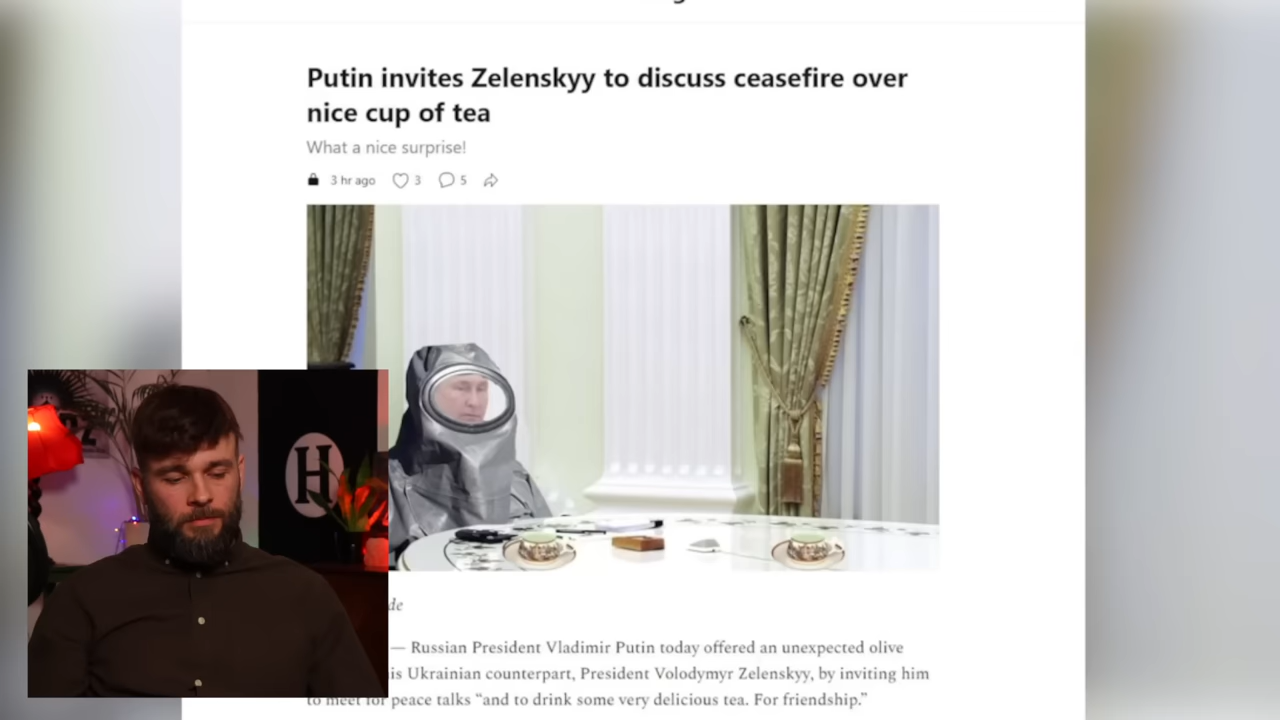 Putin invites Zelenskyy to discuss ceasefire over
nice cup of tea
What a nice surprise!
3 hr ago 3 5
H
de
— Russian President Vladimir Putin today offered an unexpected olive
is Ukrainian counterpart, President Volodymyr Zelenskyy, by inviting him
to meet for peace talks “and to drink some very delicious tea. For friendship.”